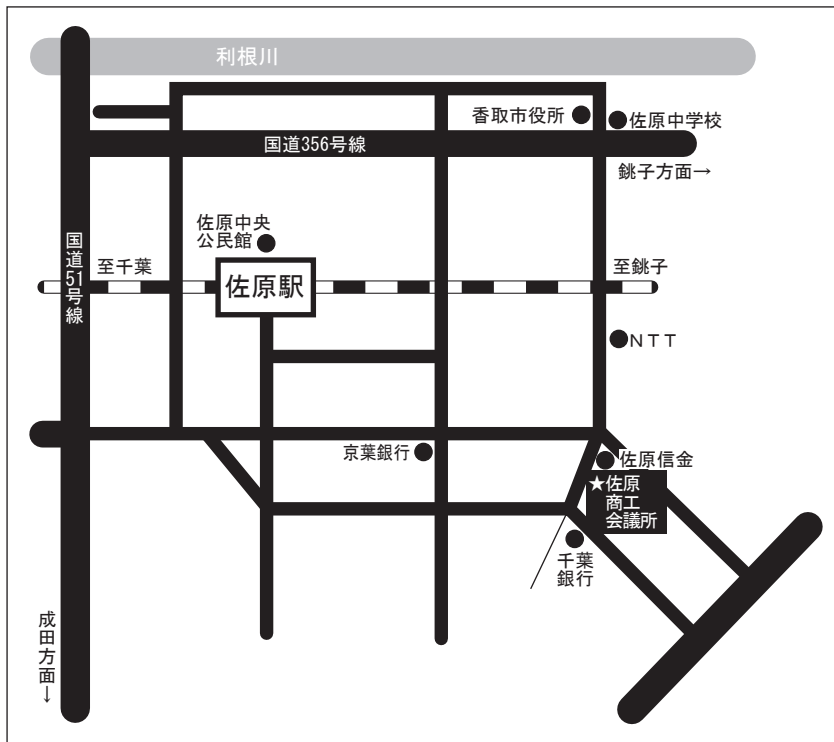 利根川
香取市役所
佐原中学校
国道356号線
銚子方面→
佐原中央
公民館
国道51号線
至千葉
佐原駅
至銚子
NTT
京葉銀行
佐原信金
★佐原
商工
会議所
千葉
銀行
成田方面↓